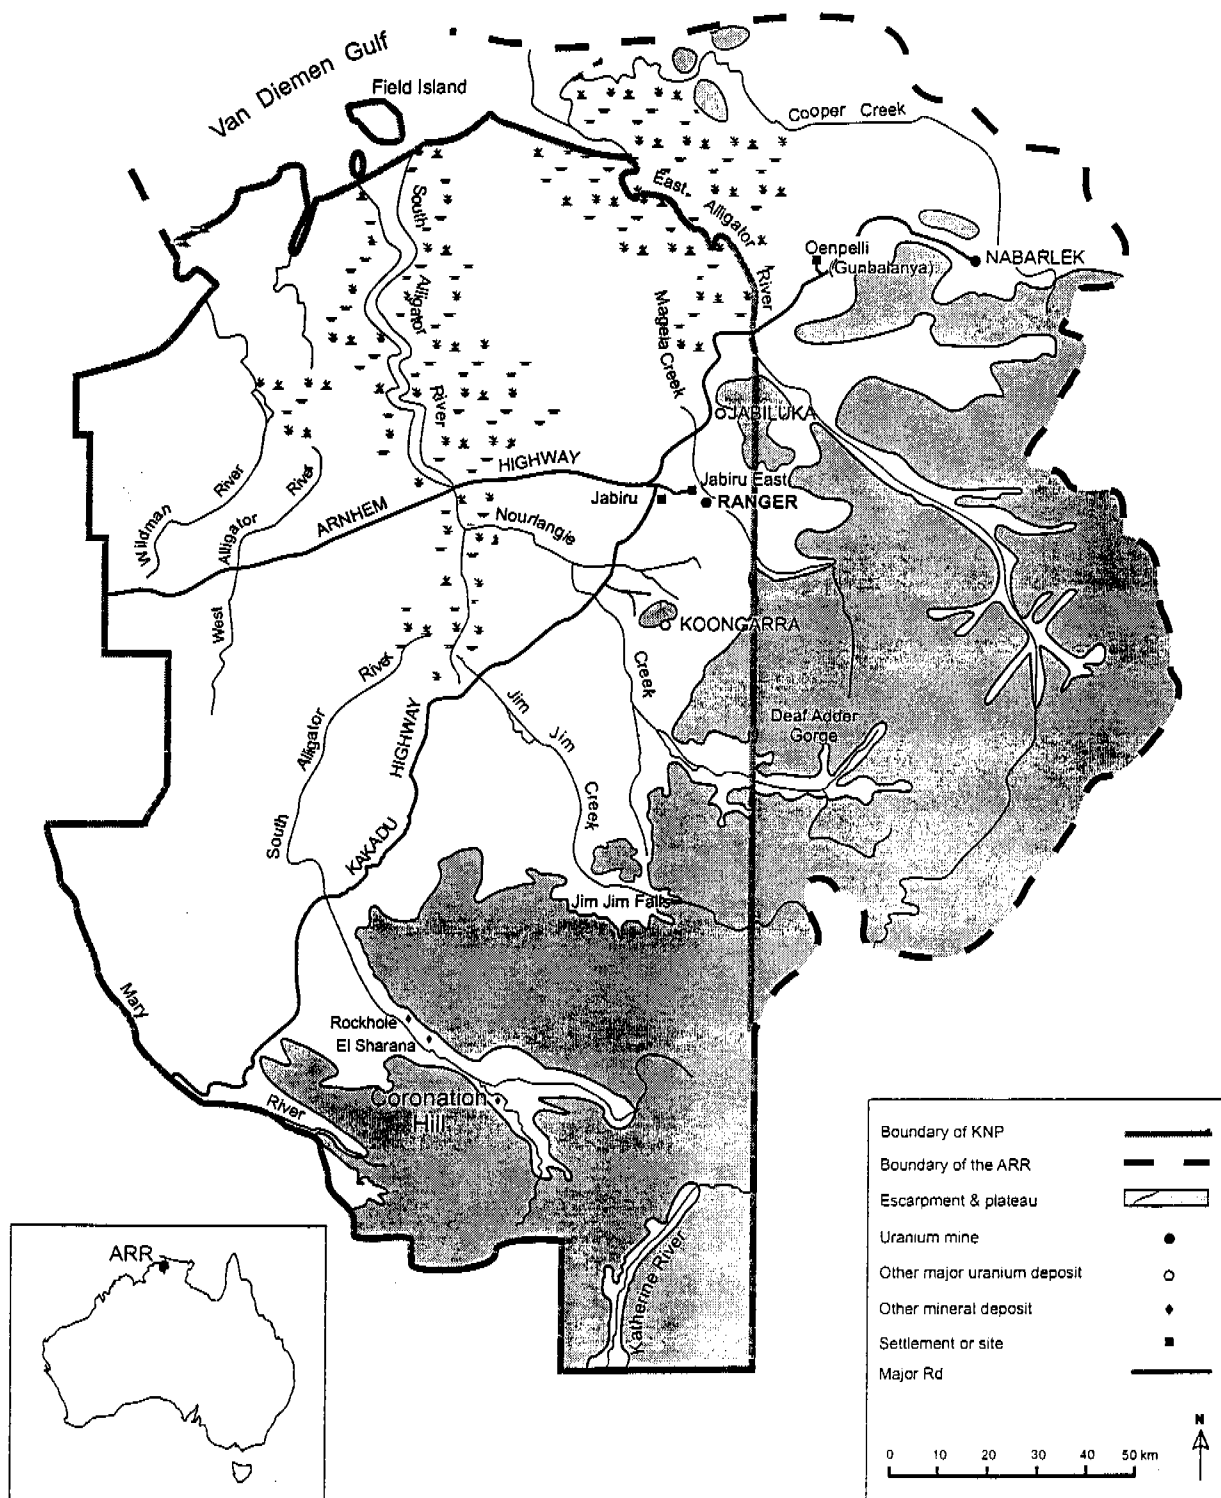 Van Diemen Gulf
Field Island
Cooper Creek
South
Alligator
River
East
Alligator
River
Oenpelli
(Gunbalanya)
NABARLEK
Magela Creek
JABILUKA
HIGHWAY
Jabiru East
Jabiru
RANGER
Wildman
River
Alligator
River
West
ARNHEM
Nourlangie
KOONGARRA
Creek
River
Alligator
South
HIGHWAY
KAKADU
Jim
Jim
Creek
Deaf Adder
Gorge
Jim Jim Falls
Mary
River
Rockhole
El Sharana
Coronation
Hill
Katherine River
ARR
Boundary of KNP
Boundary of the ARR
Escarpment & plateau
Uranium mine
Other major uranium deposit
Other mineral deposit
Settlement or site
Major Rd
N
0 10 20 30 40 50 km